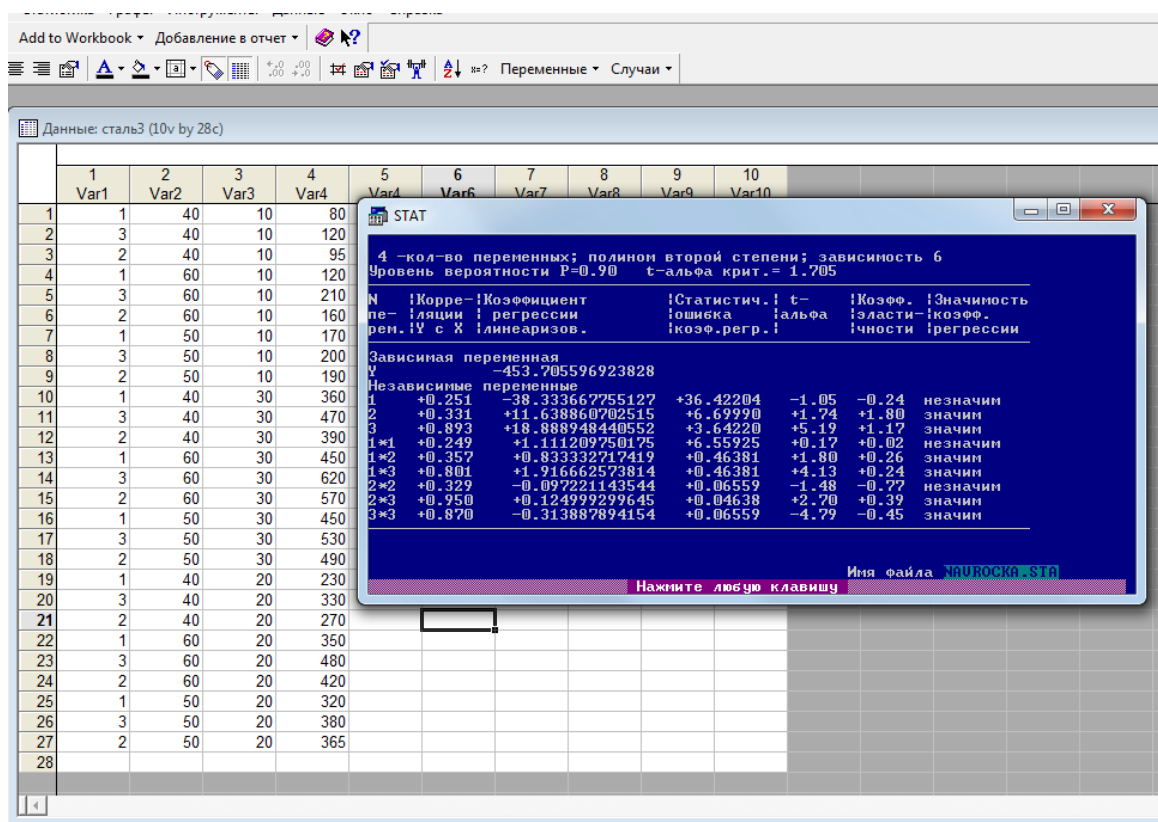 Add to Workbook Добавление в отчет
Переменные Случаи
Данные: сталь3 (10v by 28c)
1 2 3 4 5 6 7 8 9 10
Var1 Var2 Var3 Var4 Var4 Var6 Var7 Var8 Var9 Var10
1 1 40 10 80
2 3 40 10 120
3 2 40 10 95
4 1 60 10 120
5 3 60 10 210
6 2 60 10 160
7 1 50 10 170
8 3 50 10 200
9 2 50 10 190
10 1 40 30 360
11 3 40 30 470
12 2 40 30 390
13 1 60 30 450
14 3 60 30 620
15 2 60 30 570
16 1 50 30 450
17 3 50 30 530
18 2 50 30 490
19 1 40 20 230
20 3 40 20 330
21 2 40 20 270
22 1 60 20 350
23 3 60 20 480
24 2 60 20 420
25 1 50 20 320
26 3 50 20 380
27 2 50 20 365
28
STAT
4 -кол-во переменных; полином второй степени; зависимость 6
Уровень вероятности P=0.90 t-альфа крит.= 1.705
N |Корре-|Коэффициент |Статистич.| t- |Коэфф. |Значимость
пе- |ляции | регрессии |ошибка |альфа |эласти-|коэфф.
рем.|Y с X |линеаризов. |коэф.регр.| |чности |регрессии
Зависимая переменная
Y -453.705596923828
Независимые переменные
1 +0.251 -38.333667755127 +36.42204 -1.05 -0.24 незначим
2 +0.331 +11.638860702515 +6.69990 +1.74 +1.80 значим
3 +0.893 +18.888948440552 +3.64220 +5.19 +1.17 значим
1*1 +0.249 +1.111209750175 +6.55925 +0.17 +0.02 незначим
1*2 +0.357 +0.833332717419 +0.46381 +1.80 +0.26 значим
1*3 +0.801 +1.916662573814 +0.46381 +4.13 +0.24 значим
2*2 +0.329 -0.097221143544 +0.06559 -1.48 -0.77 незначим
2*3 +0.950 +0.124999299645 +0.04638 +2.70 +0.39 значим
3*3 +0.870 -0.313887894154 +0.06559 -4.79 -0.45 значим
Имя файла NAVROCKA.STA
Нажмите любую клавишу